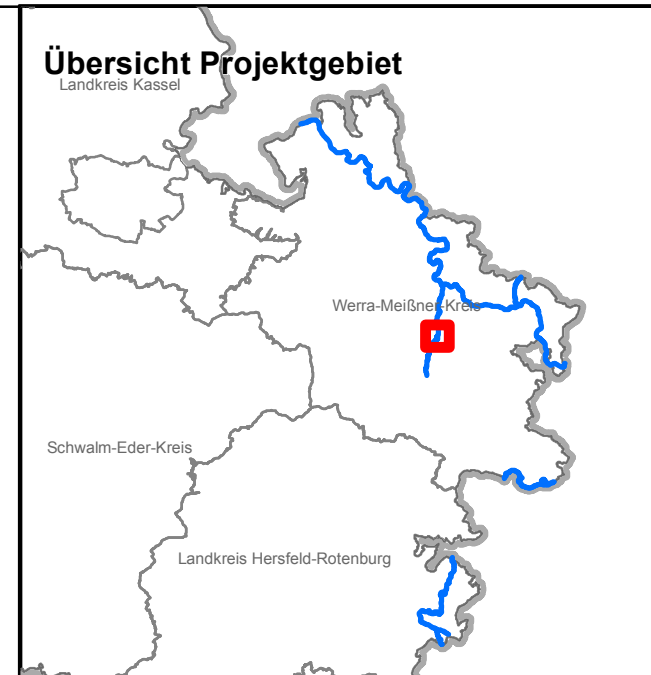 Übersicht Projektgebiet
Landkreis Kassel
Werra-Meißner-Kreis
Schwalm-Eder-Kreis
Landkreis Hersfeld-Rotenburg